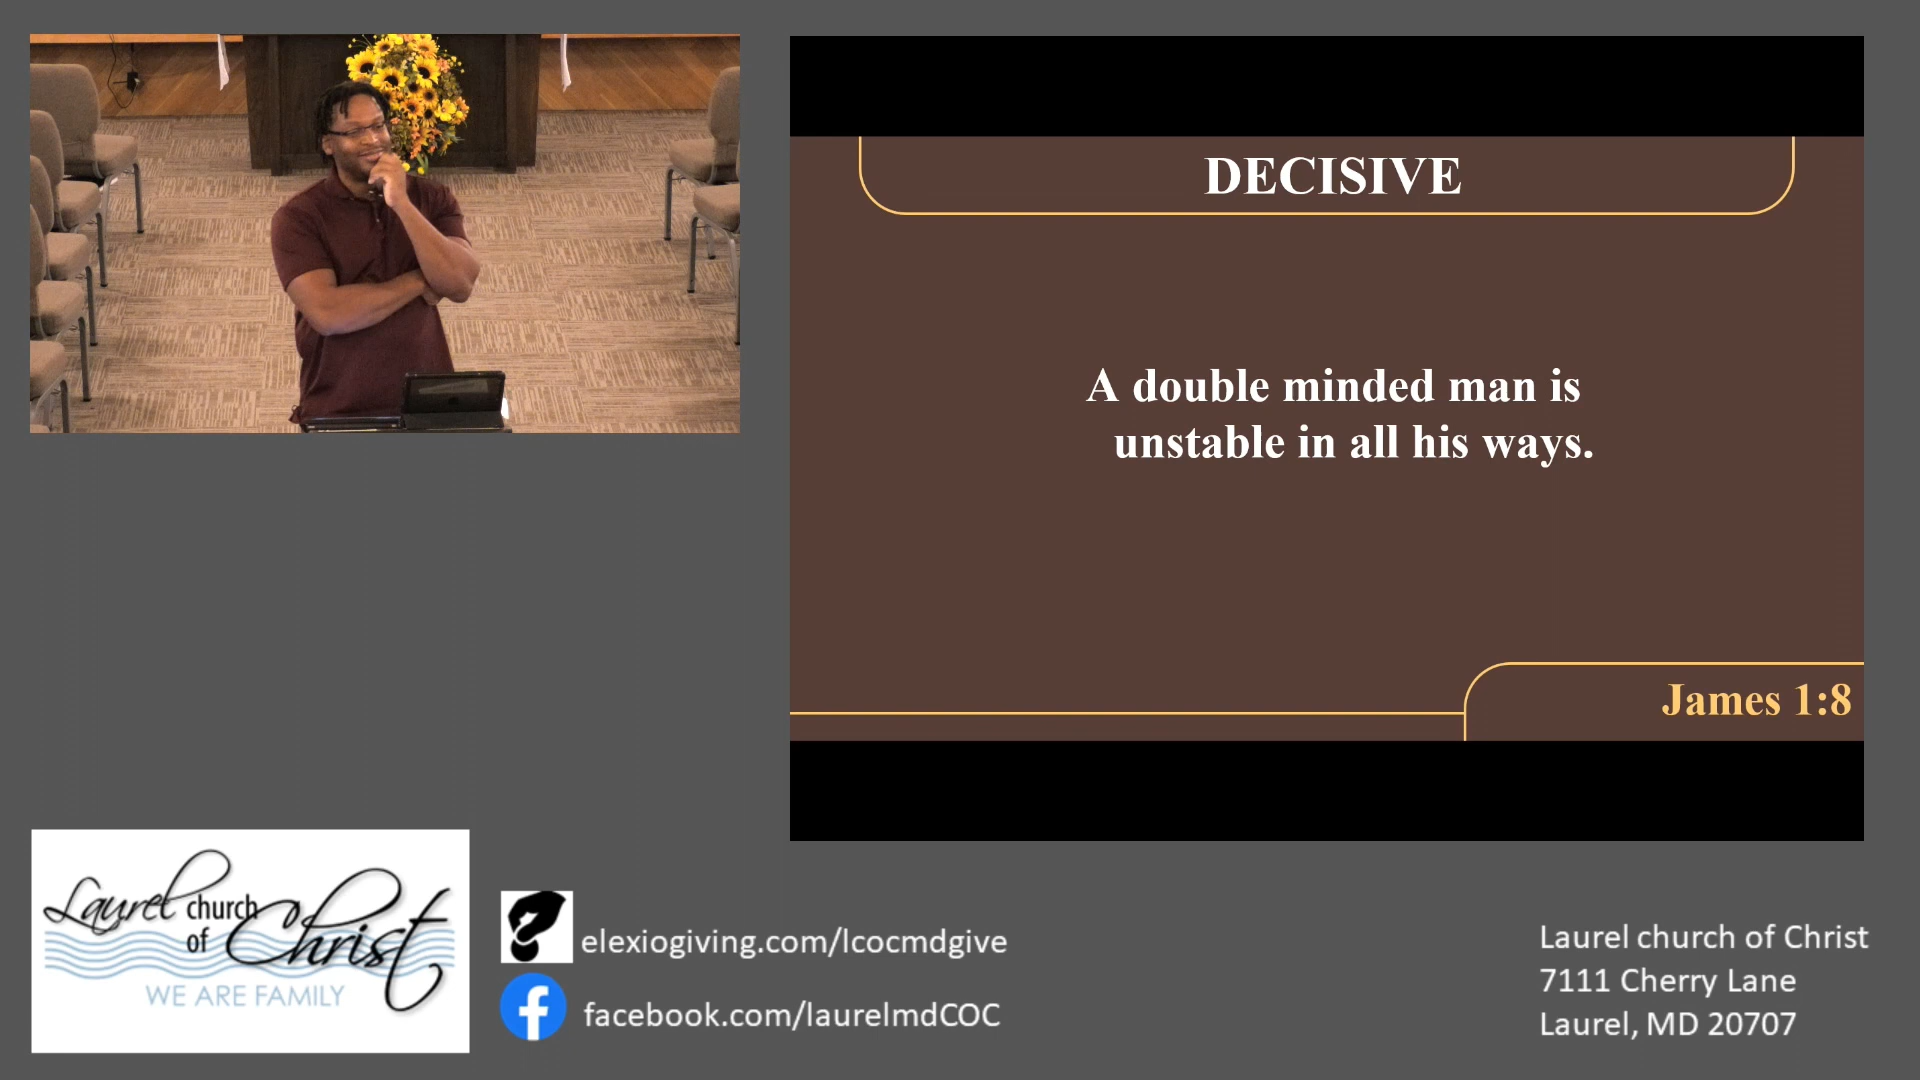 DECISIVE
A double minded man is
unstable in all his ways.
James 1:8
Laurel church
of Christ
WE ARE FAMILY
elexiogiving.com/lcocmdgive
facebook.com/laurelmdCOC
Laurel church of Christ
7111 Cherry Lane
Laurel, MD 20707